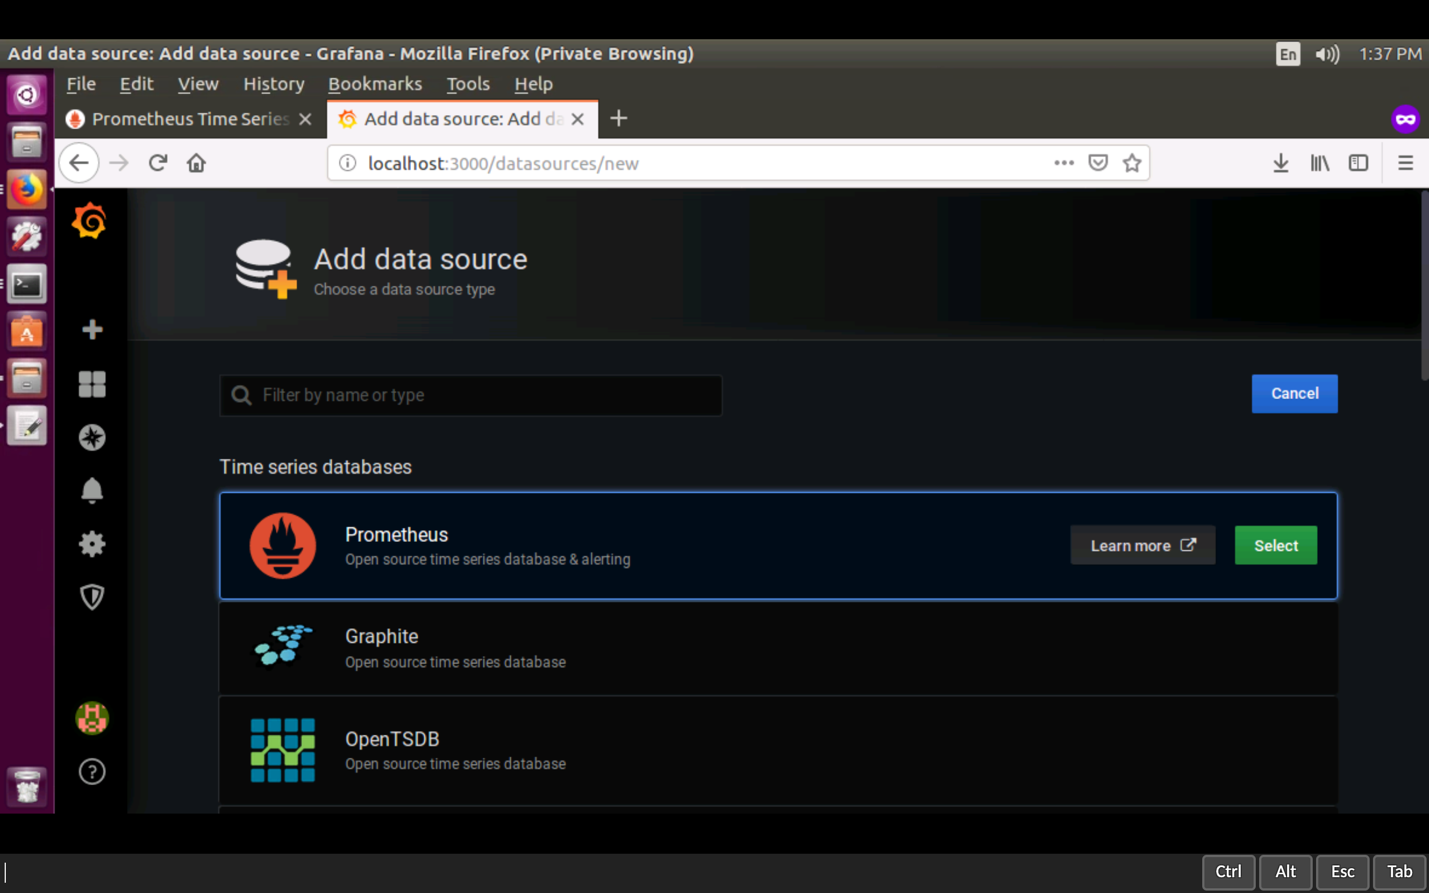 Add data source: Add data source - Grafana - Mozilla Firefox (Private Browsing)
En
1:37 PM
File Edit View History Bookmarks Tools Help
Prometheus Time Series
Add data source: Add da
localhost:3000/datasources/new
Add data source
Choose a data source type
Filter by name or type
Cancel
Time series databases
Prometheus
Open source time series database & alerting
Learn more
Select
Graphite
Open source time series database
OpenTSDB
Open source time series database
Ctrl Alt Esc Tab